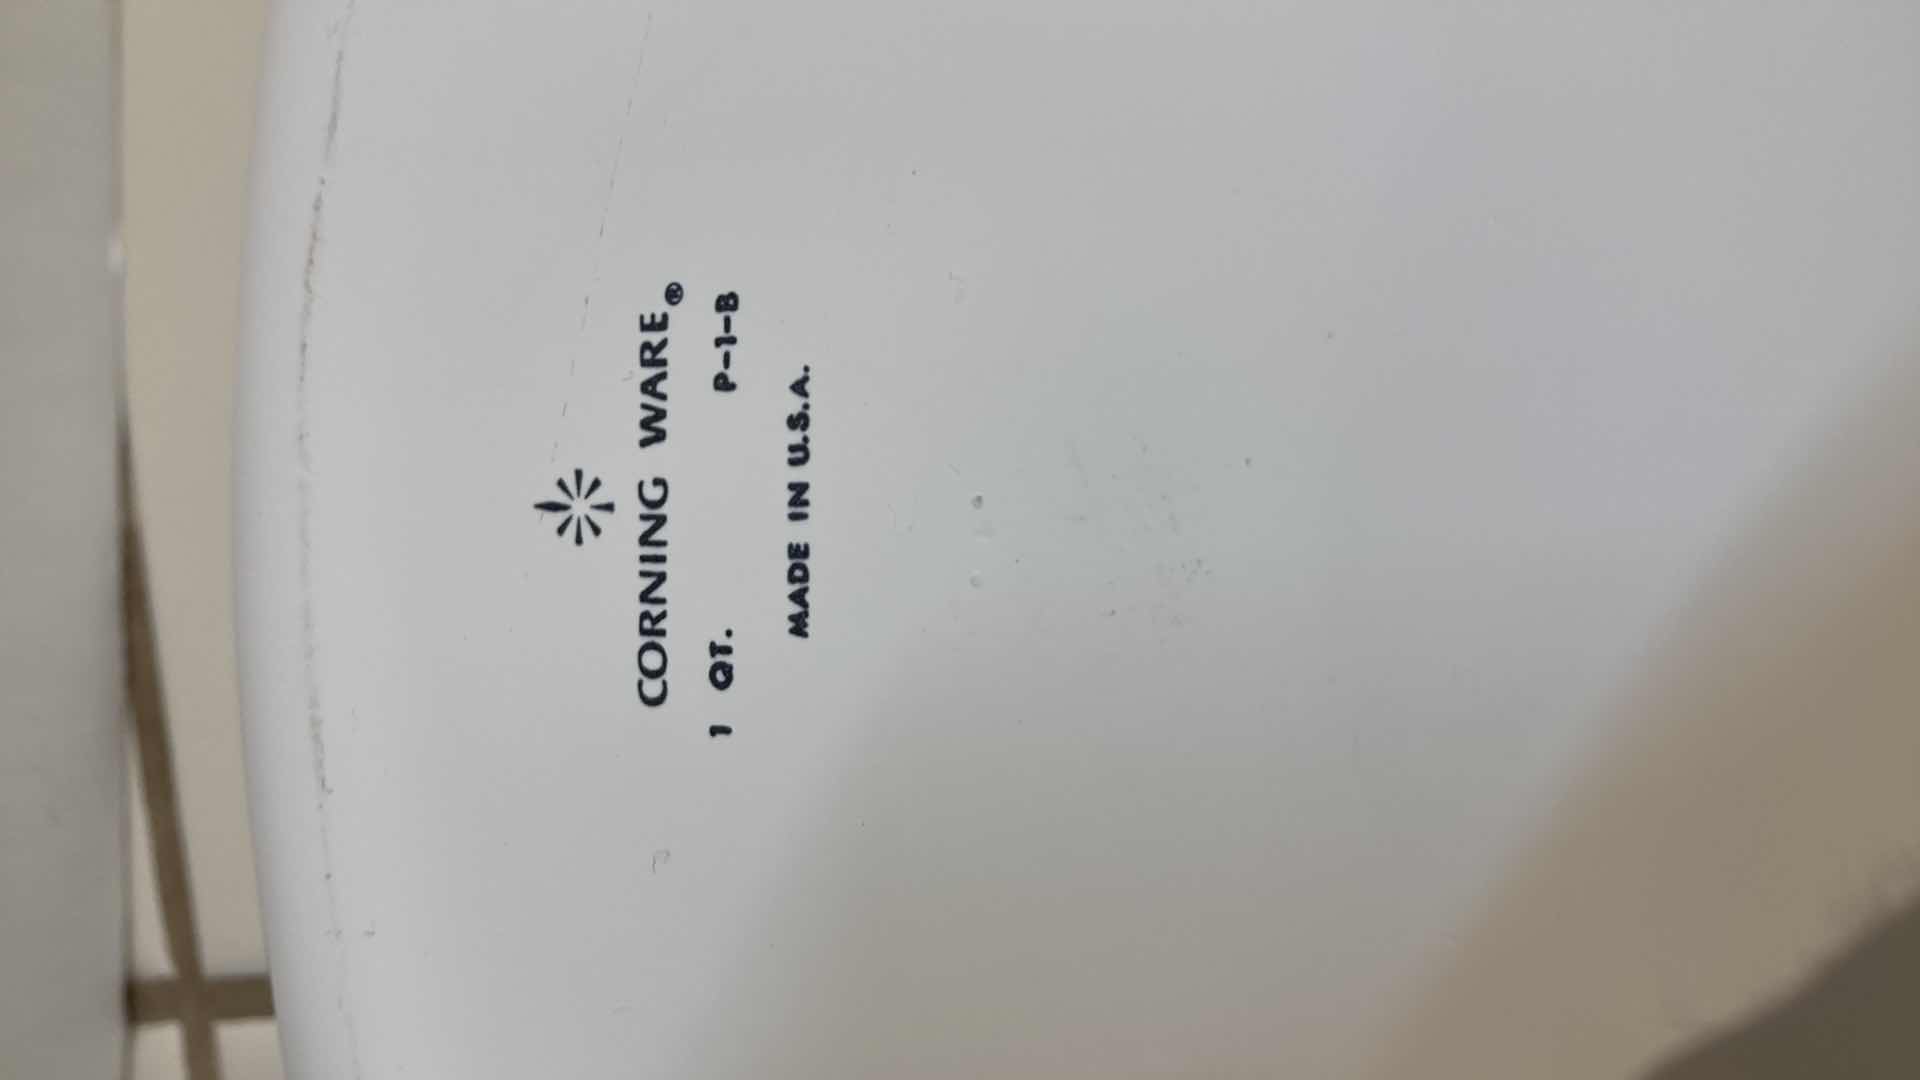 CORNING WARE®
1 QT. P-1-B
MADE IN U.S.A.